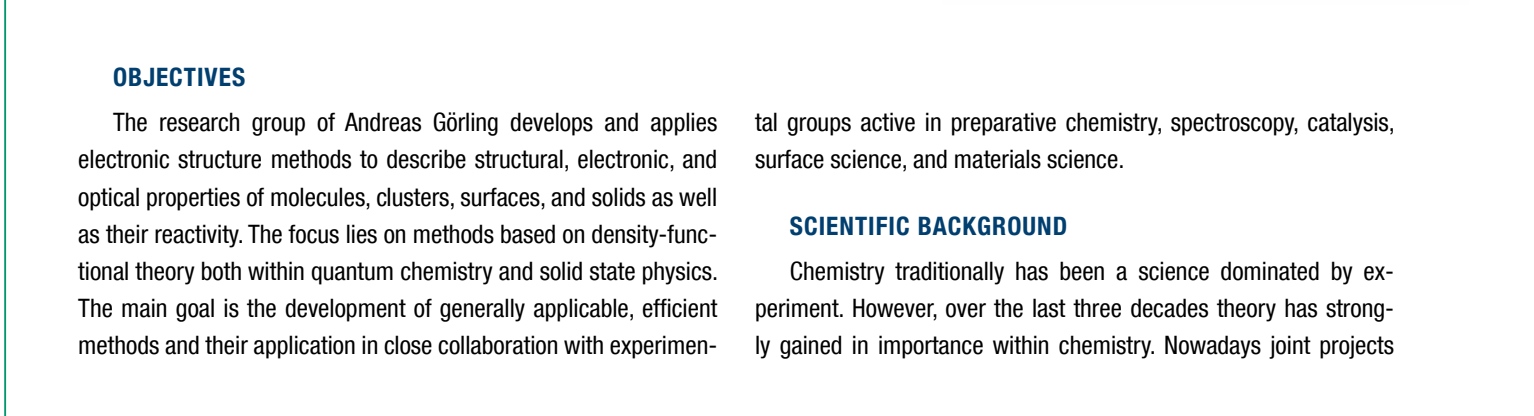 OBJECTIVES
The research group of Andreas Görling develops and applies
electronic structure methods to describe structural, electronic, and
optical properties of molecules, clusters, surfaces, and solids as well
as their reactivity. The focus lies on methods based on density-func-
tional theory both within quantum chemistry and solid state physics.
The main goal is the development of generally applicable, efficient
methods and their application in close collaboration with experimen-
tal groups active in preparative chemistry, spectroscopy, catalysis,
surface science, and materials science.
SCIENTIFIC BACKGROUND
Chemistry traditionally has been a science dominated by ex-
periment. However, over the last three decades theory has strong-
ly gained in importance within chemistry. Nowadays joint projects